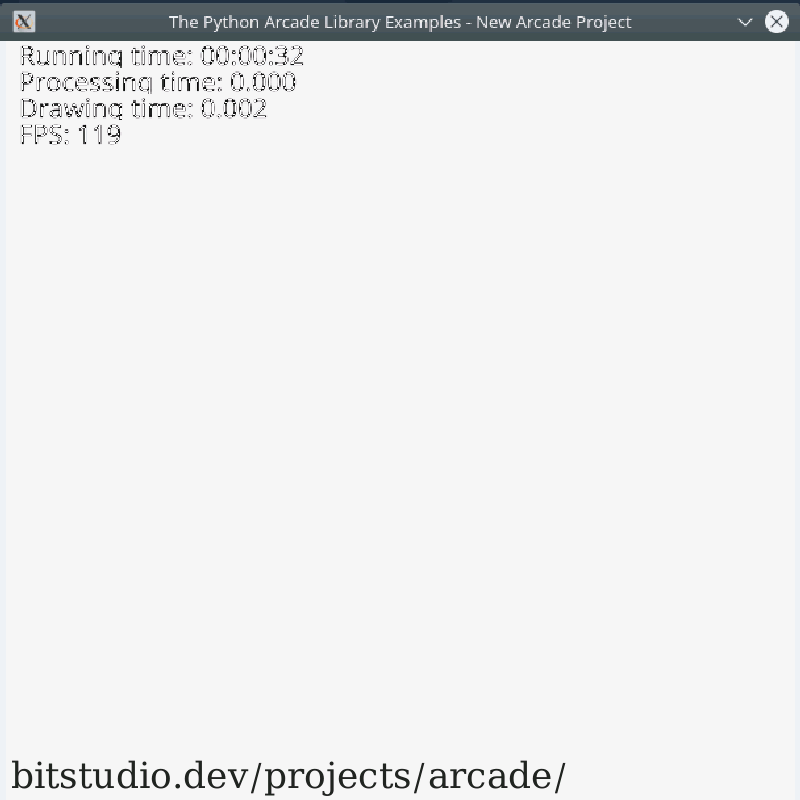 The Python Arcade Library Examples - New Arcade Project
Running time: 00:00:32
Processing time: 0.000
Drawing time: 0.002
FPS: 119
bitstudio.dev/projects/arcade/